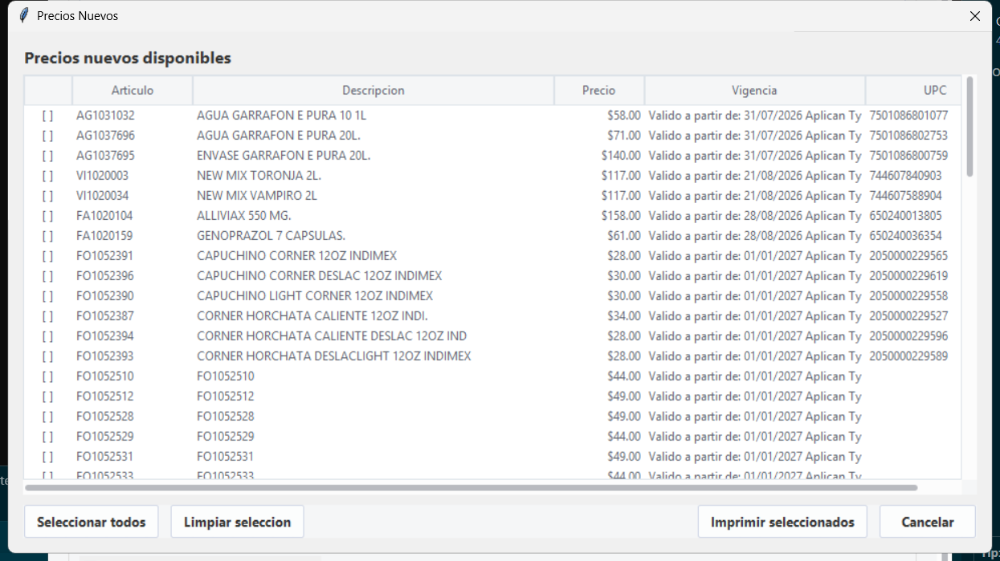 Precios Nuevos
Precios nuevos disponibles
Articulo Descripcion Precio Vigencia UPC
[ ] AG1031032 AGUA GARRAFON E PURA 10 1L $58.00 Valido a partir de: 31/07/2026 Aplican Ty 7501086801077
[ ] AG1037696 AGUA GARRAFON E PURA 20L. $71.00 Valido a partir de: 31/07/2026 Aplican Ty 7501086802753
[ ] AG1037695 ENVASE GARRAFON E PURA 20L. $140.00 Valido a partir de: 31/07/2026 Aplican Ty 7501086800759
[ ] VI1020003 NEW MIX TORONJA 2L. $117.00 Valido a partir de: 21/08/2026 Aplican Ty 744607840903
[ ] VI1020034 NEW MIX VAMPIRO 2L $117.00 Valido a partir de: 21/08/2026 Aplican Ty 744607588904
[ ] FA1020104 ALLIVIAX 550 MG. $158.00 Valido a partir de: 28/08/2026 Aplican Ty 650240013805
[ ] FA1020159 GENOPRAZOL 7 CAPSULAS. $61.00 Valido a partir de: 28/08/2026 Aplican Ty 650240036354
[ ] FO1052391 CAPUCHINO CORNER 12OZ INDIMEX $28.00 Valido a partir de: 01/01/2027 Aplican Ty 2050000229565
[ ] FO1052396 CAPUCHINO CORNER DESLAC 12OZ INDIMEX $30.00 Valido a partir de: 01/01/2027 Aplican Ty 2050000229619
[ ] FO1052390 CAPUCHINO LIGHT CORNER 12OZ INDIMEX $30.00 Valido a partir de: 01/01/2027 Aplican Ty 2050000229558
[ ] FO1052387 CORNER HORCHATA CALIENTE 12OZ INDI. $34.00 Valido a partir de: 01/01/2027 Aplican Ty 2050000229527
[ ] FO1052394 CORNER HORCHATA CALIENTE DESLAC 12OZ IND $28.00 Valido a partir de: 01/01/2027 Aplican Ty 2050000229596
[ ] FO1052393 CORNER HORCHATA DESLACLIGHT 12OZ INDIMEX $28.00 Valido a partir de: 01/01/2027 Aplican Ty 2050000229589
[ ] FO1052510 FO1052510 $44.00 Valido a partir de: 01/01/2027 Aplican Ty
[ ] FO1052512 FO1052512 $49.00 Valido a partir de: 01/01/2027 Aplican Ty
[ ] FO1052528 FO1052528 $49.00 Valido a partir de: 01/01/2027 Aplican Ty
[ ] FO1052529 FO1052529 $44.00 Valido a partir de: 01/01/2027 Aplican Ty
[ ] FO1052531 FO1052531 $49.00 Valido a partir de: 01/01/2027 Aplican Ty
[ ] FO1052533 FO1052533 $44.00 Valido a partir de: 01/01/2027 Aplican Ty
Seleccionar todos Limpiar seleccion Imprimir seleccionados Cancelar